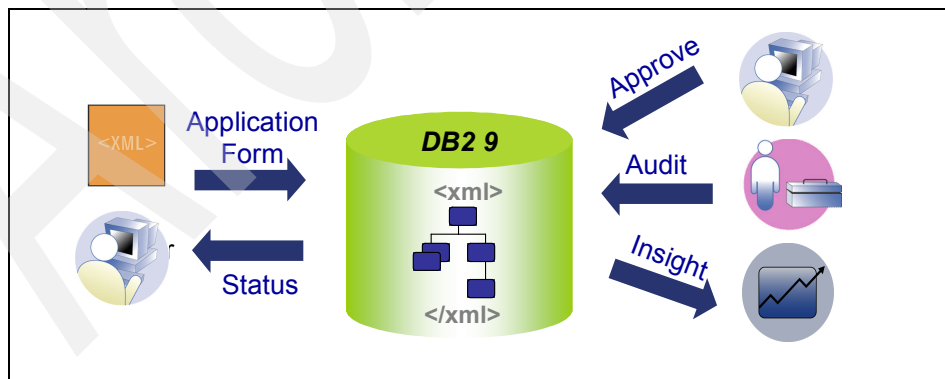 <XML>
Application
Form
Status
DB2 9
<xml>
</xml>
Approve
Audit
Insight